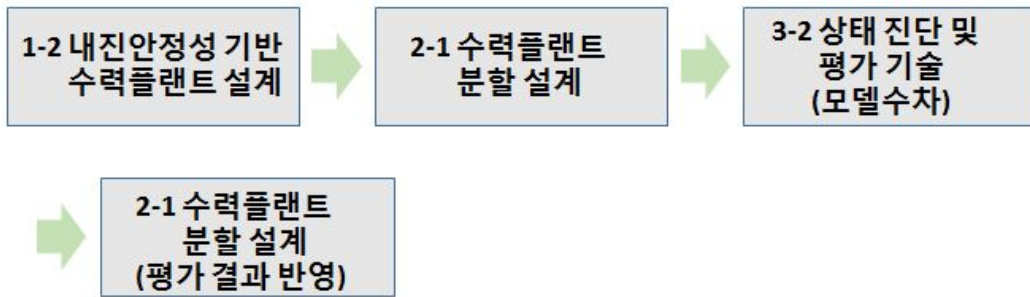 1-2 내진안정성 기반
수력플랜트 설계
2-1 수력플랜트
분할 설계
3-2 상태 진단 및
평가 기술
(모델수차)
2-1 수력플랜트
분할 설계
(평가 결과 반영)